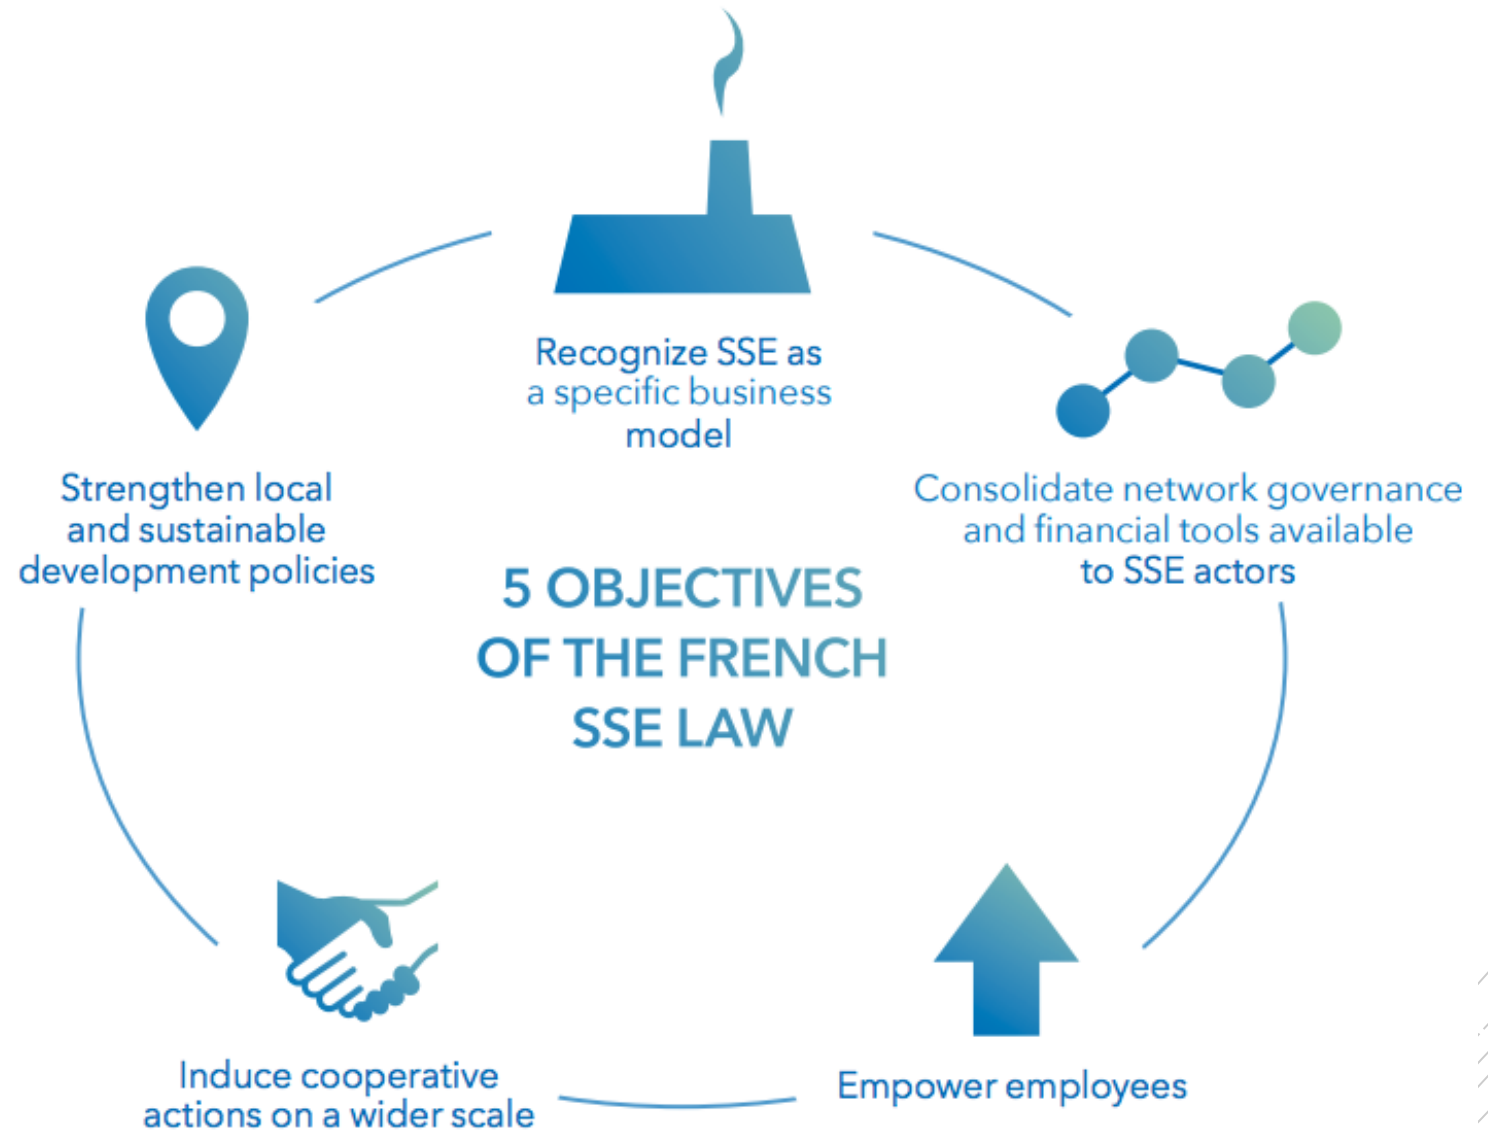 Recognize SSE as
a specific business
model
Consolidate network governance
and financial tools available
to SSE actors
Empower employees
Induce cooperative
actions on a wider scale
Strengthen local
and sustainable
development policies
5 OBJECTIVES
OF THE FRENCH
SSE LAW